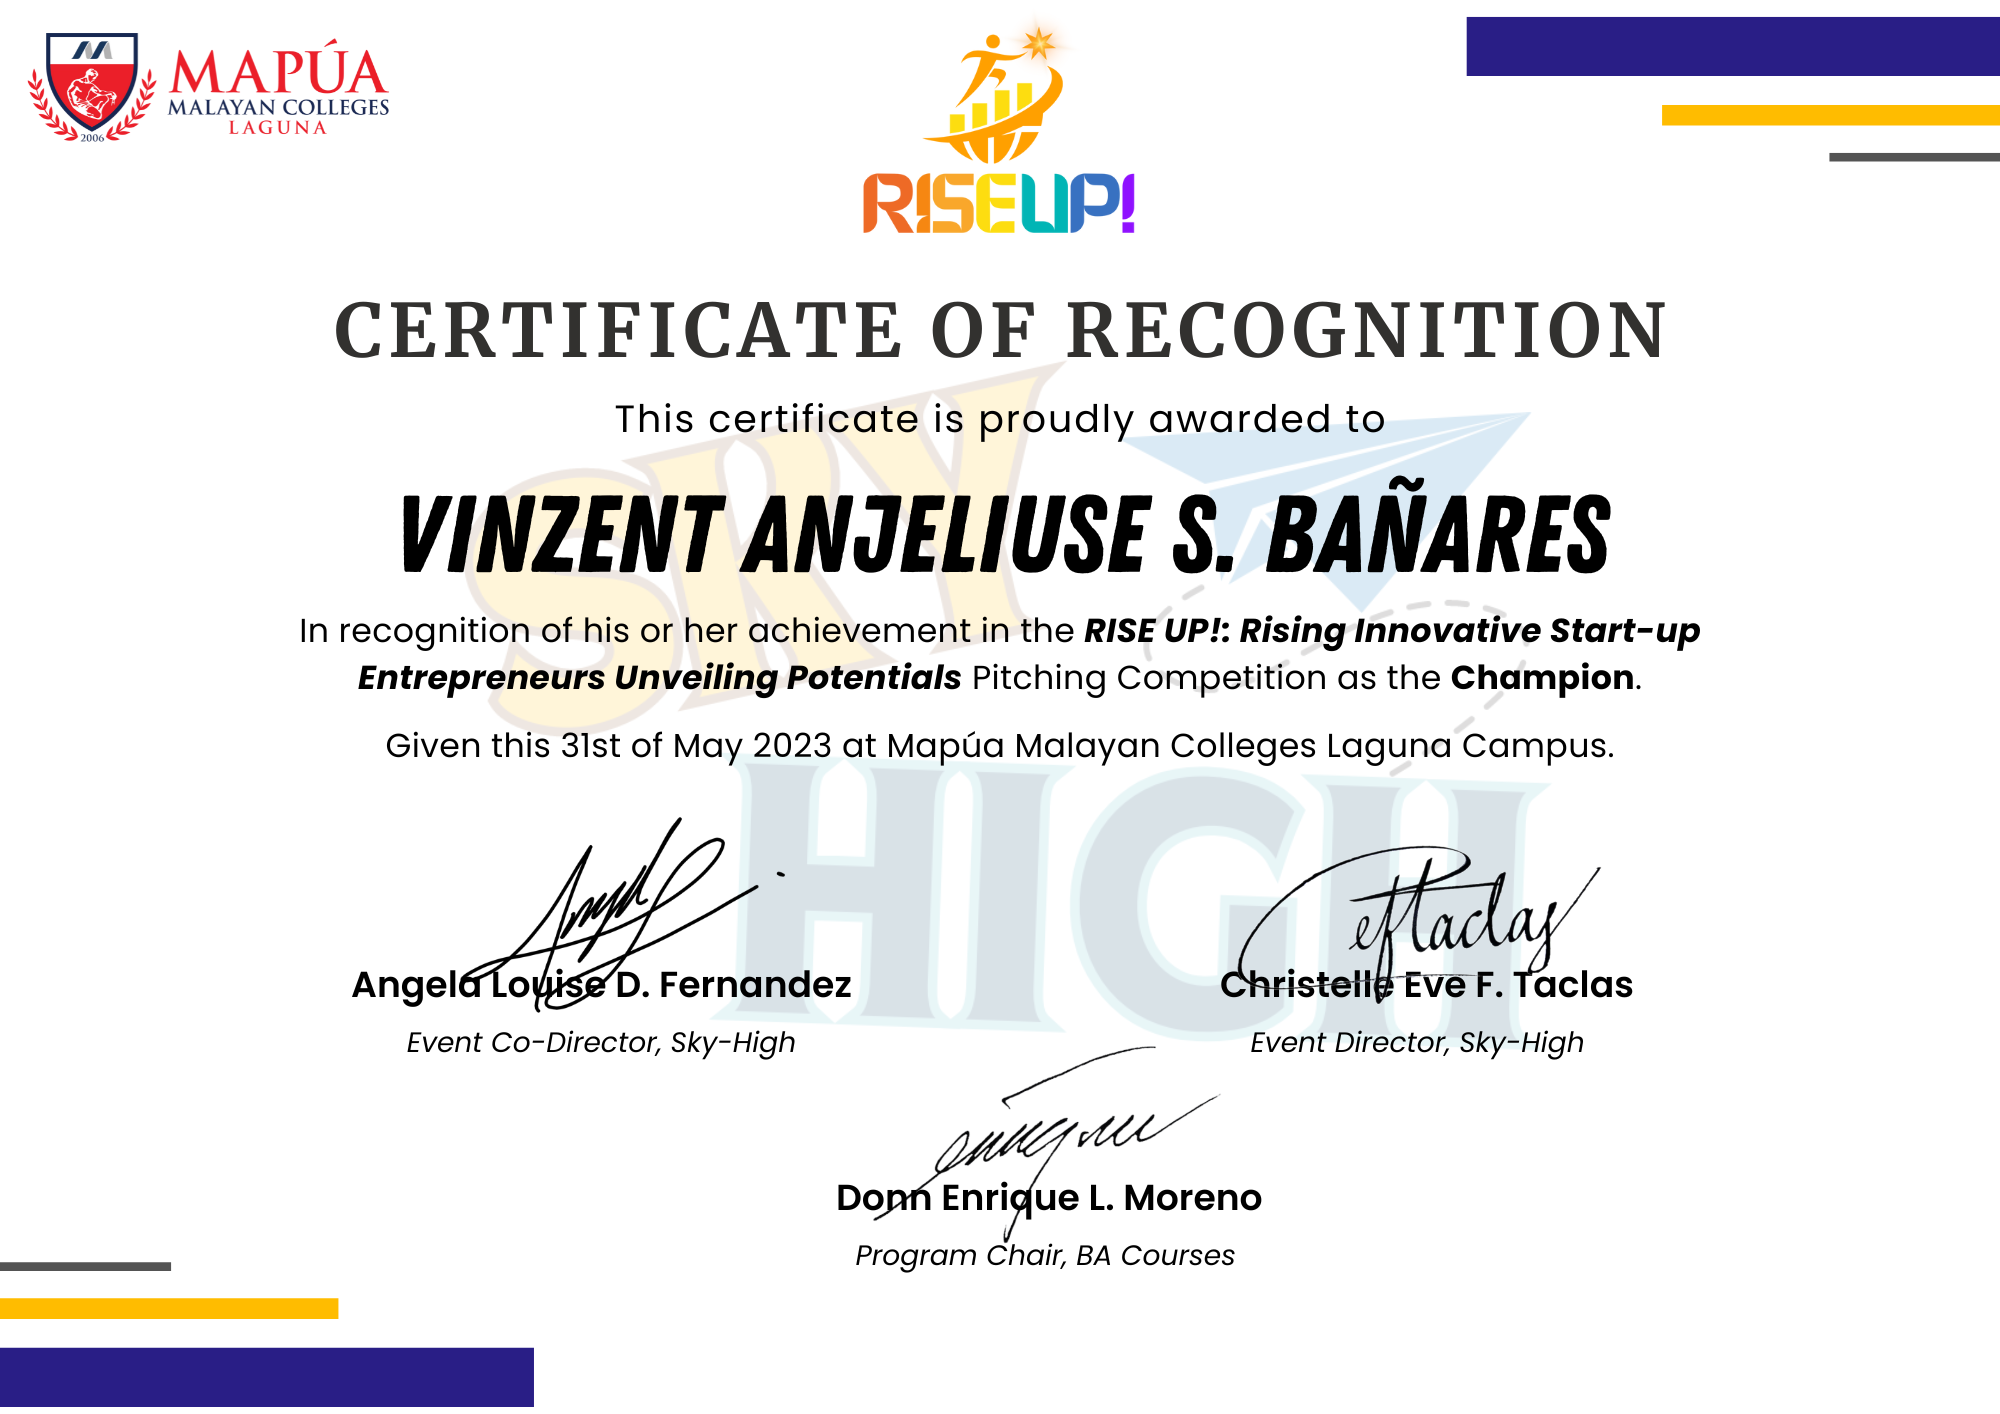 MAPÚA
MALAYAN COLLEGES
LAGUNA
2006
RISEUP!
CERTIFICATE OF RECOGNITION
This certificate is proudly awarded to
VINZENT ANJELIUSE S. BAÑARES
In recognition of his or her achievement in the RISE UP!: Rising Innovative Start-up
Entrepreneurs Unveiling Potentials Pitching Competition as the Champion.
Given this 31st of May 2023 at Mapúa Malayan Colleges Laguna Campus.
SKY
HIGH
Angela Louise D. Fernandez
Event Co-Director, Sky-High
Christelle Eve F. Taclas
Event Director, Sky-High
Donn Enrique L. Moreno
Program Chair, BA Courses